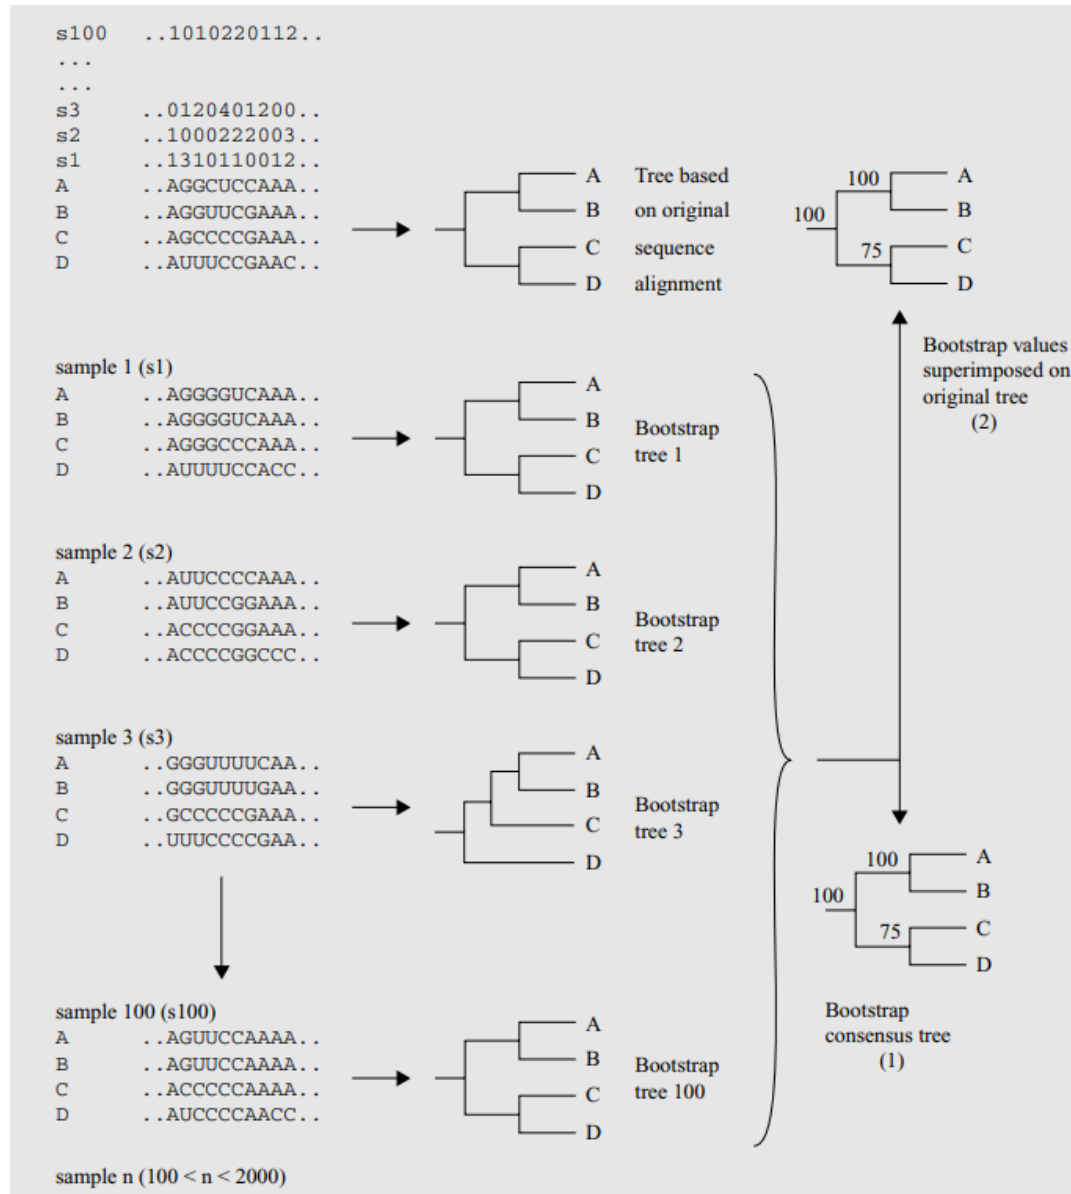 s100 ..1010220112..
...
...
s3 ..0120401200..
s2 ..1000222003..
s1 ..1310110012..
A ..AGGCUCCAAA..
B ..AGGUUCGAAA..
C ..AGCCCCGAAA..
D ..AUUUCCGAAC..
A Tree based
B on original
C sequence
D alignment
100
100
75
A
B
C
D
Bootstrap values
superimposed on
original tree
(2)
sample 1 (s1)
A ..AGGGGUCAAA..
B ..AGGGGUCAAA..
C ..AGGGCCCAAA..
D ..AUUUUCCACC..
A
B
C
D
Bootstrap
tree 1
sample 2 (s2)
A ..AUUCCCCAAA..
B ..AUUCCGGAAA..
C ..ACCCCGGAAA..
D ..ACCCCGGCCC..
A
B
C
D
Bootstrap
tree 2
sample 3 (s3)
A ..GGGUUUUCAA..
B ..GGGUUUUGAA..
C ..GCCCCCGAAA..
D ..UUUCCCCGAA..
A
B
C
D
Bootstrap
tree 3
100
100
75
A
B
C
D
Bootstrap
consensus tree
(1)
sample 100 (s100)
A ..AGUUCCAAAA..
B ..AGUUCCAAAA..
C ..ACCCCCAAAA..
D ..AUCCCCAACC..
A
B
C
D
Bootstrap
tree 100
sample n (100 < n < 2000)